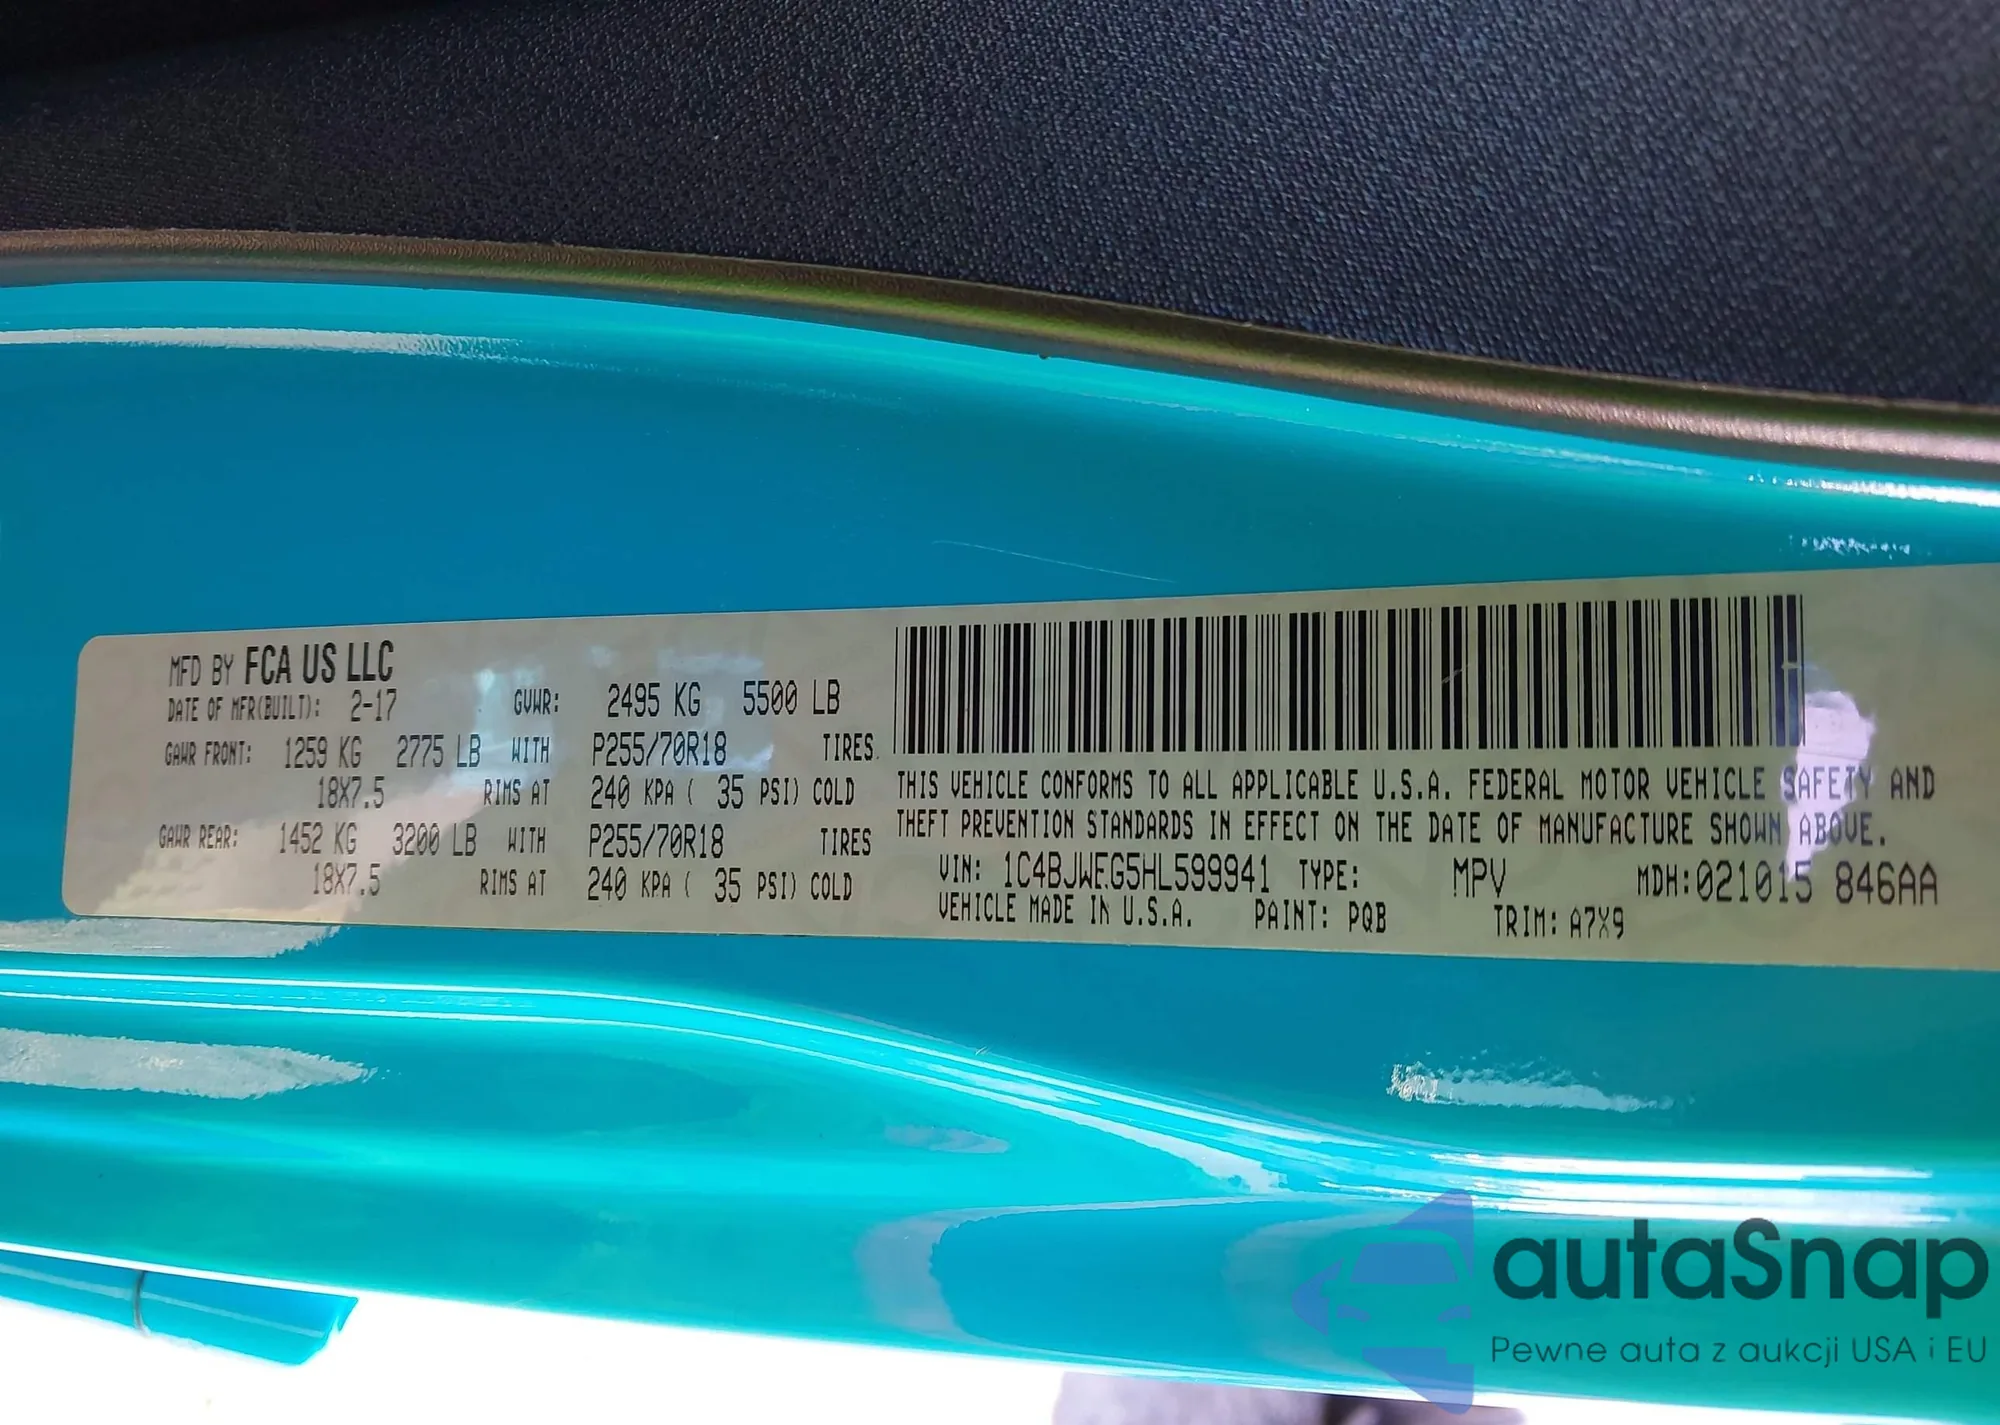 MFD BY FCA US LLC
DATE OF MFR(BUILT): 2-17 GVWR: 2495 KG 5500 LB
GAWR FRONT: 1259 KG 2775 LB WITH P255/70R18 TIRES
18X7.5 RIMS AT 240 KPA ( 35 PSI) COLD
GAWR REAR: 1452 KG 3200 LB WITH P255/70R18 TIRES
18X7.5 RIMS AT 240 KPA ( 35 PSI) COLD
THIS VEHICLE CONFORMS TO ALL APPLICABLE U.S.A. FEDERAL MOTOR VEHICLE SAFETY AND
THEFT PREVENTION STANDARDS IN EFFECT ON THE DATE OF MANUFACTURE SHOWN ABOVE.
VIN: 1C4BJWEG5HL599941 TYPE: MPV MDH:021015 846AA
VEHICLE MADE IN U.S.A. PAINT: PQB TRIM: A7X9
autaSnap
Pewne auta z aukcji USA i EU